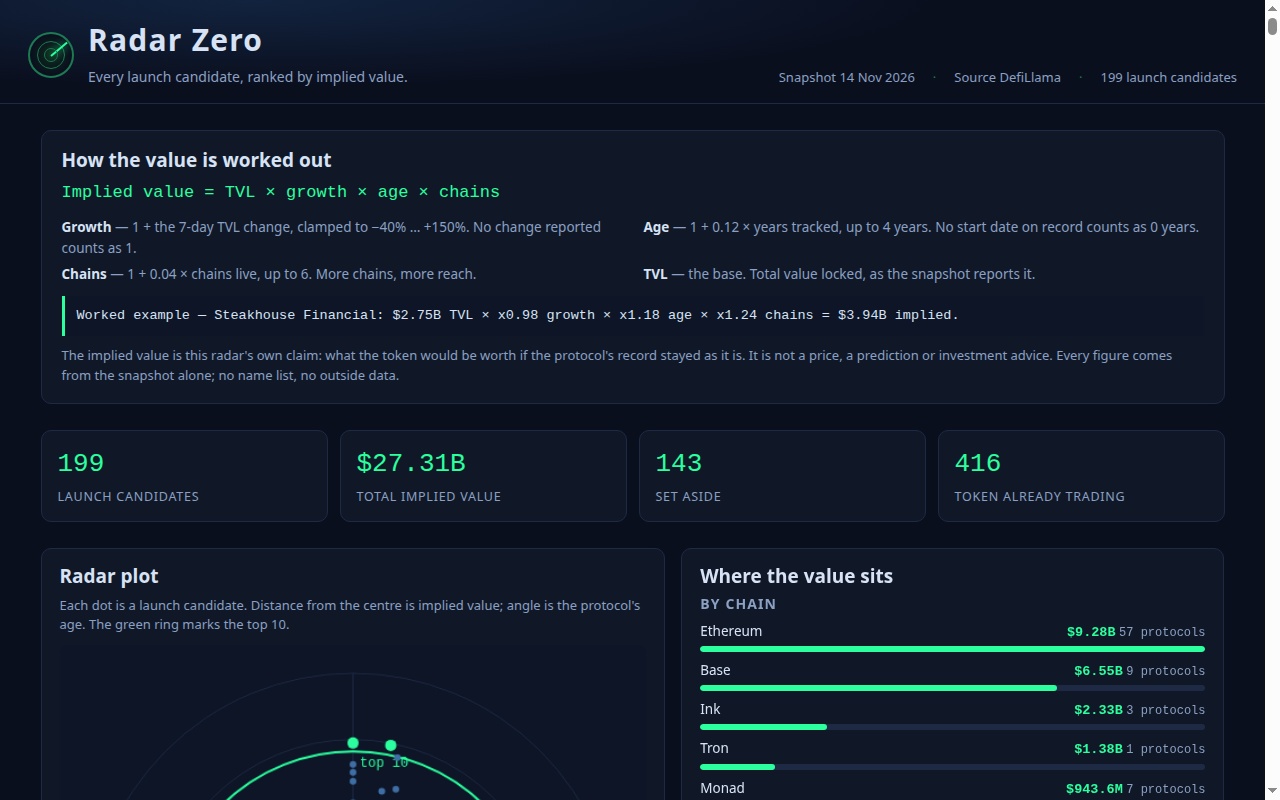 Radar Zero
Every launch candidate, ranked by implied value.
Snapshot 14 Nov 2026 · Source DefiLlama · 199 launch candidates
How the value is worked out
Implied value = TVL × growth × age × chains
Growth — 1 + the 7-day TVL change, clamped to −40% … +150%. No change reported
counts as 1.
Age — 1 + 0.12 × years tracked, up to 4 years. No start date on record counts as 0 years.
Chains — 1 + 0.04 × chains live, up to 6. More chains, more reach.
TVL — the base. Total value locked, as the snapshot reports it.
Worked example — Steakhouse Financial: $2.75B TVL × x0.98 growth × x1.18 age × x1.24 chains = $3.94B implied.
The implied value is this radar's own claim: what the token would be worth if the protocol's record stayed as it is. It is not a price, a prediction or investment advice. Every figure comes
from the snapshot alone; no name list, no outside data.
199
LAUNCH CANDIDATES
$27.31B
TOTAL IMPLIED VALUE
143
SET ASIDE
416
TOKEN ALREADY TRADING
Radar plot
Each dot is a launch candidate. Distance from the centre is implied value; angle is the protocol's
age. The green ring marks the top 10.
top 10
Where the value sits
BY CHAIN
Ethereum $9.28B 57 protocols
Base $6.55B 9 protocols
Ink $2.33B 3 protocols
Tron $1.38B 1 protocols
Monad $943.6M 7 protocols